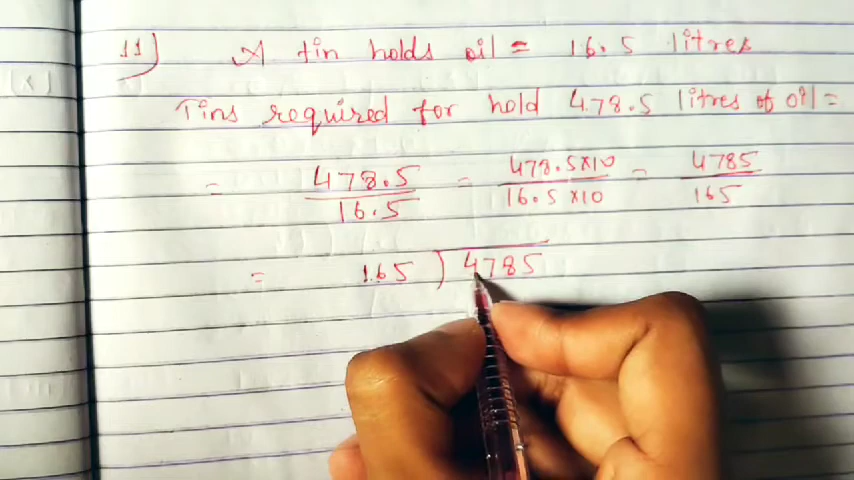 11) A tin holds oil = 16.5 litres
Tins required for hold 478.5 litres of oil =
= 478.5/16.5 = 478.5×10/16.5×10 = 4785/165
= 165 ) 4785